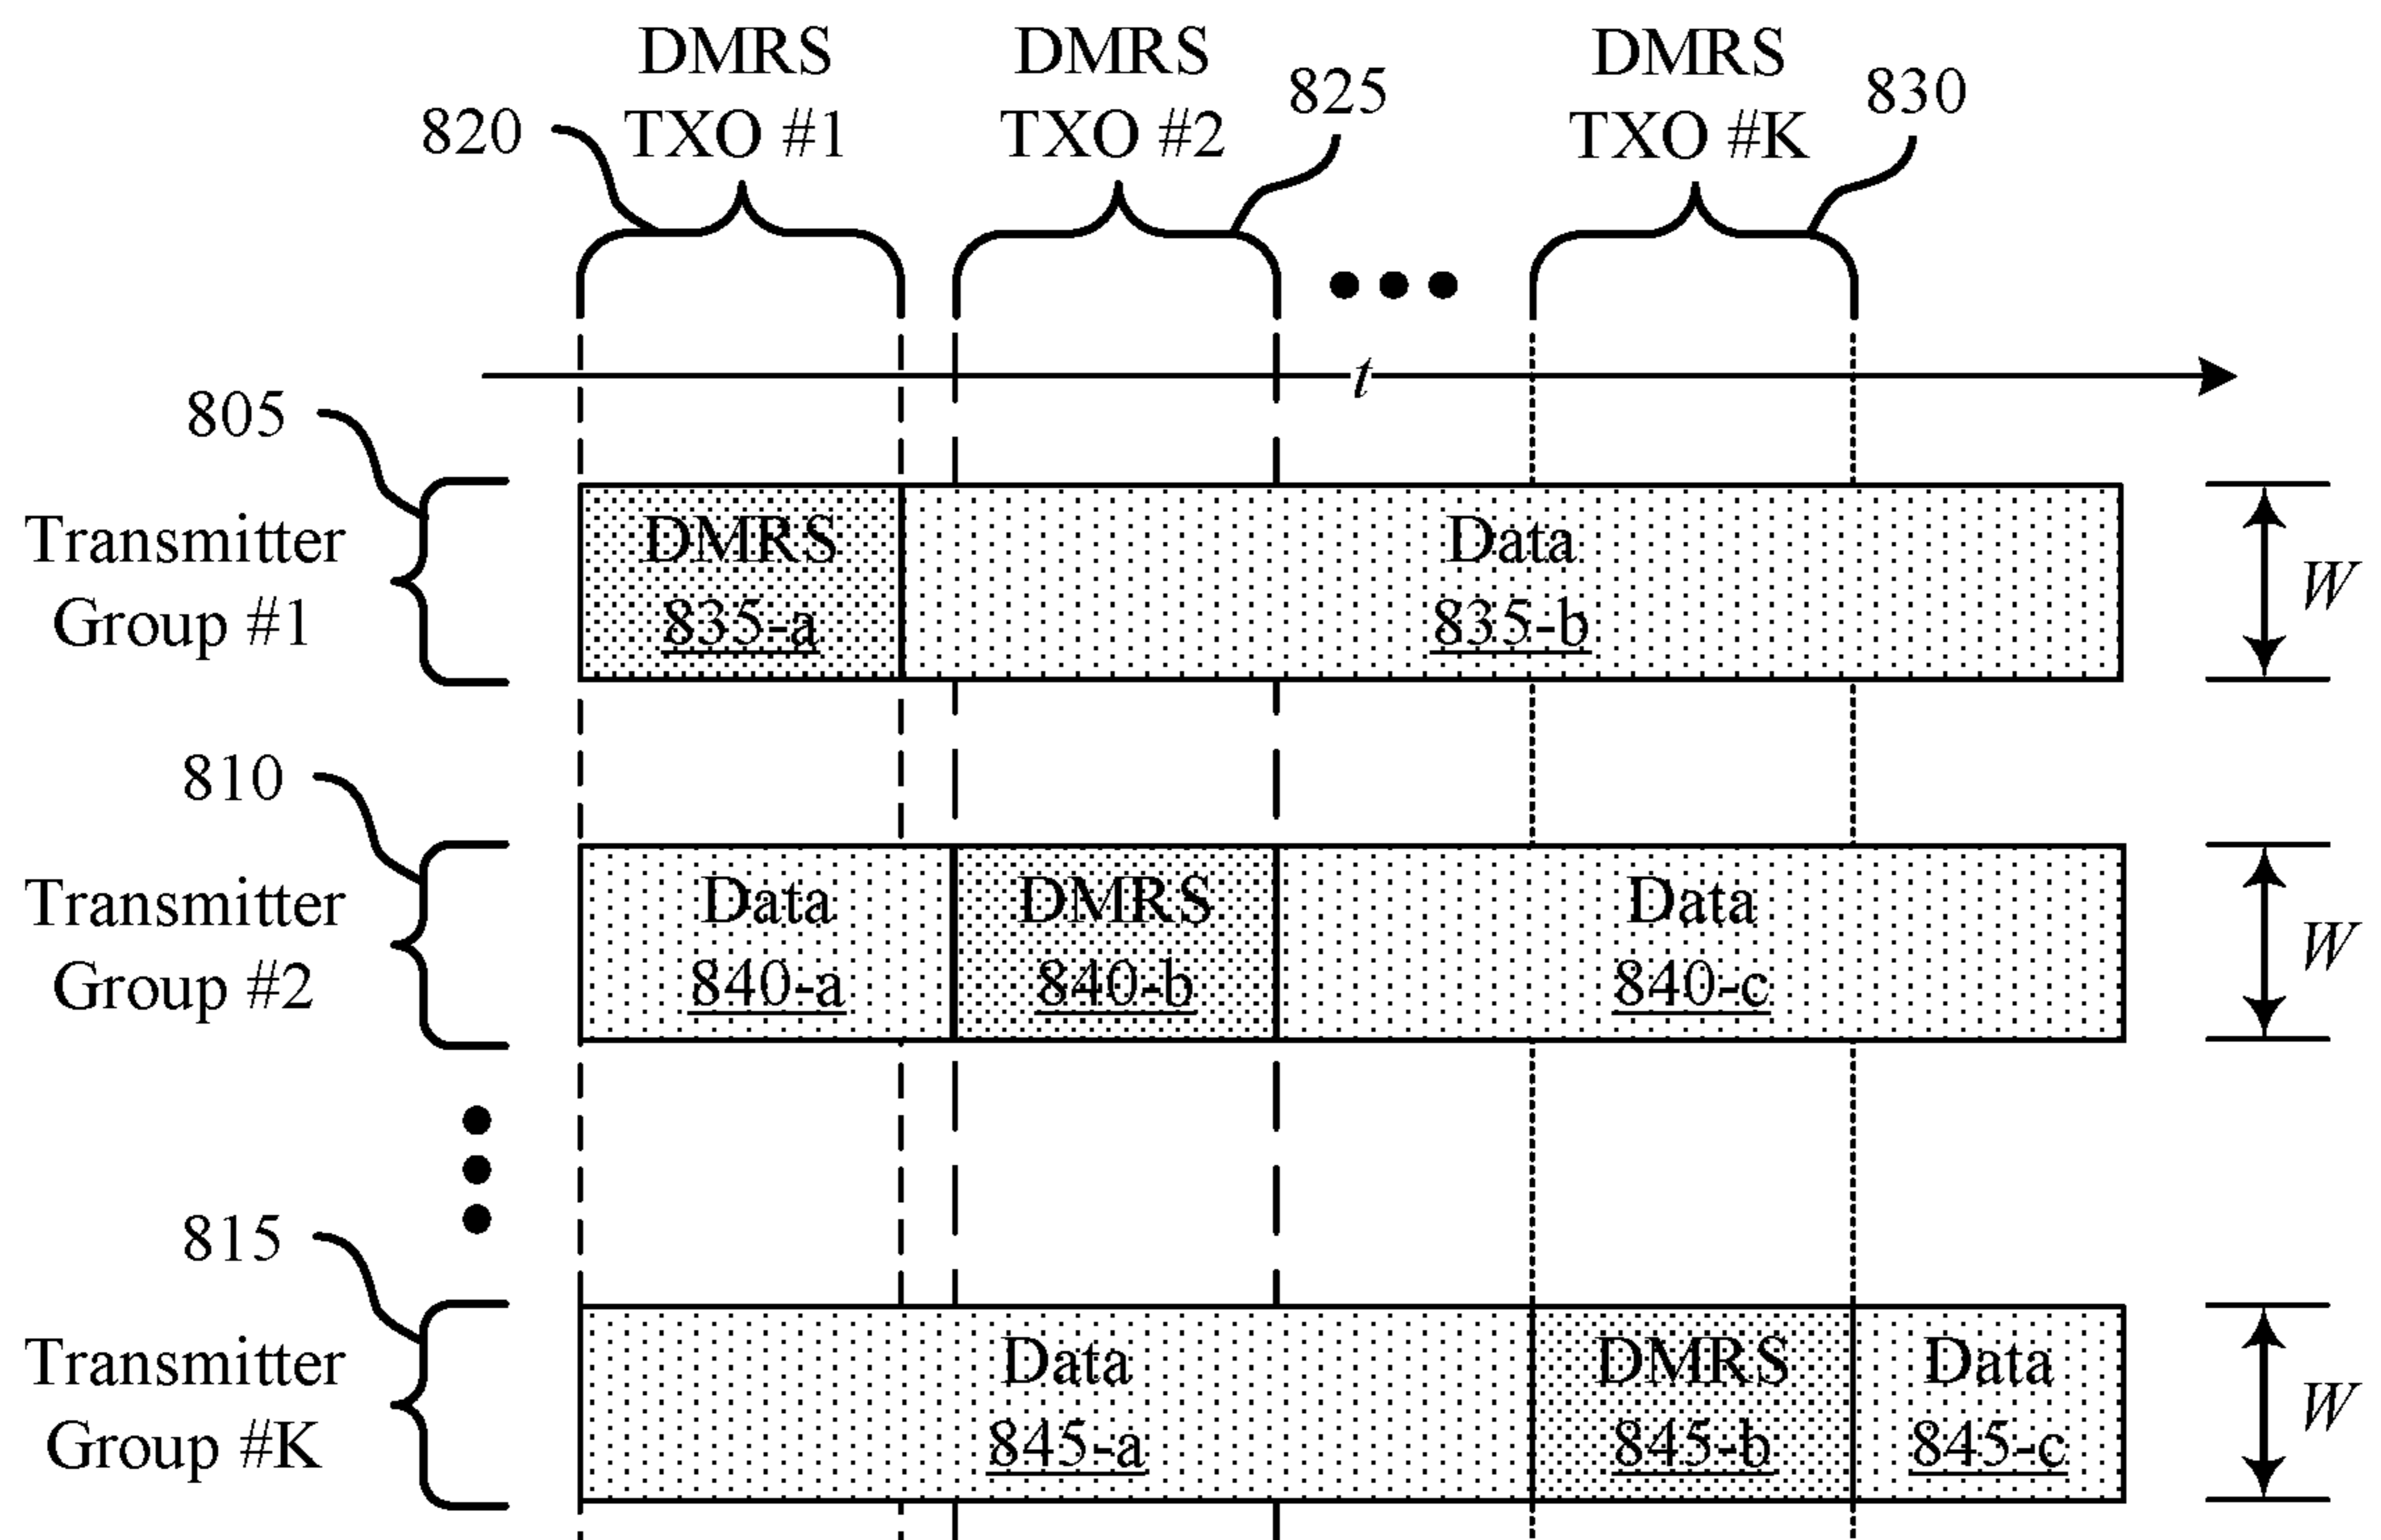 DMRS
TXO #1
DMRS
TXO #2
DMRS
TXO #K
820
825
830
t
805
Transmitter
Group #1
DMRS
835-a
Data
835-b
W
810
Transmitter
Group #2
Data
840-a
DMRS
840-b
Data
840-c
W
815
Transmitter
Group #K
Data
845-a
DMRS
845-b
Data
845-c
W